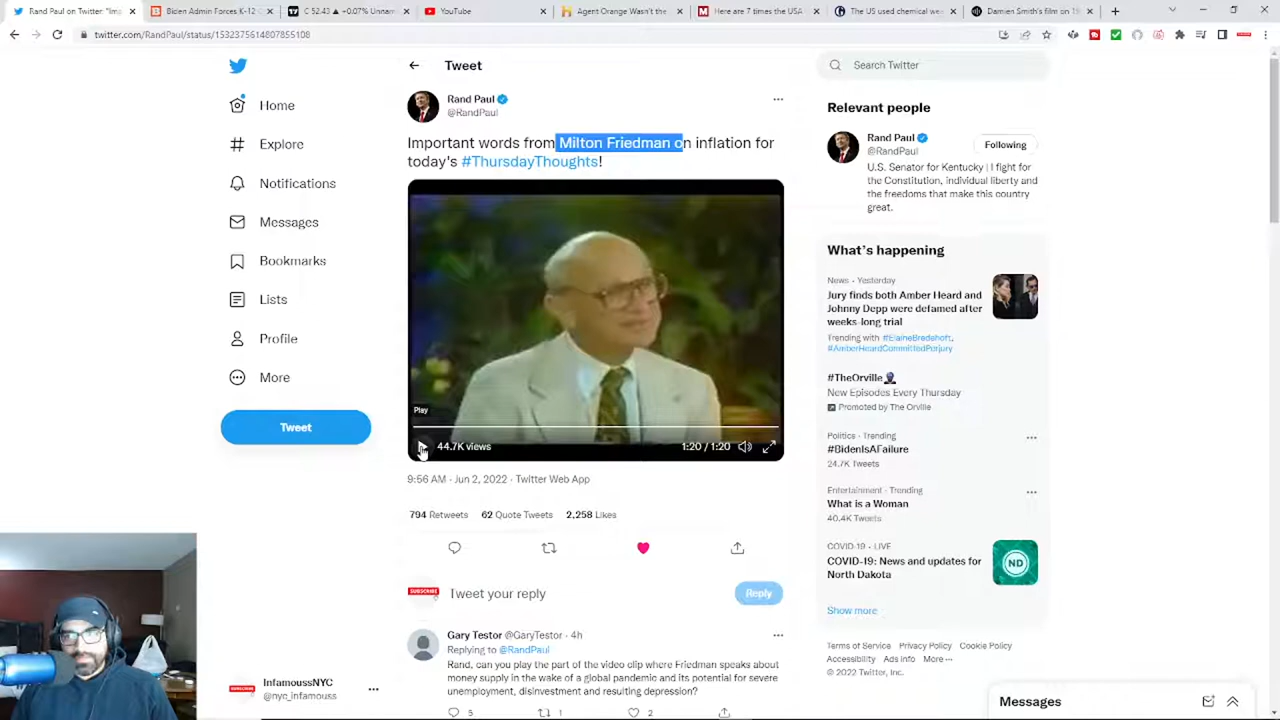 Rand Paul on Twitter: "Imp
Biden Admin Forces K-12
C 52.43 ▲ +0.07% Unnam
YouTube
Agent Orange Wasn't the
Here are 7 times the USA
The US used chemical we
Damien Smith's film on 19
twitter.com/RandPaul/status/1532375614807855108
Home
Explore
Notifications
Messages
Bookmarks
Lists
Profile
More
Tweet
InfamoussNYC
@nyc_infamouss
Tweet
Rand Paul
@RandPaul
Important words from Milton Friedman on inflation for
today's #ThursdayThoughts!
Play
44.7K views
1:20 / 1:20
9:56 AM · Jun 2, 2022 · Twitter Web App
794 Retweets 62 Quote Tweets 2,258 Likes
SUBSCRIBE
Tweet your reply
Reply
Gary Testor @GaryTestor · 4h
Replying to @RandPaul
Rand, can you play the part of the video clip where Friedman speaks about
money supply in the wake of a global pandemic and its potential for severe
unemployment, disinvestment and resulting depression?
5 1 2
Search Twitter
Relevant people
Rand Paul
@RandPaul
Following
U.S. Senator for Kentucky | I fight for
the Constitution, individual liberty and
the freedoms that make this country
great.
What's happening
News · Yesterday
Jury finds both Amber Heard and
Johnny Depp were defamed after
weeks-long trial
Trending with #ElaineBredehoft,
#AmberHeardCommittedPerjury
#TheOrville
New Episodes Every Thursday
Promoted by The Orville
Politics · Trending
#BidenIsAFailure
24.7K Tweets
Entertainment · Trending
What is a Woman
40.4K Tweets
COVID-19 · LIVE
COVID-19: News and updates for
North Dakota
ND
Show more
Terms of Service Privacy Policy Cookie Policy
Accessibility Ads info More ···
© 2022 Twitter, Inc.
Messages